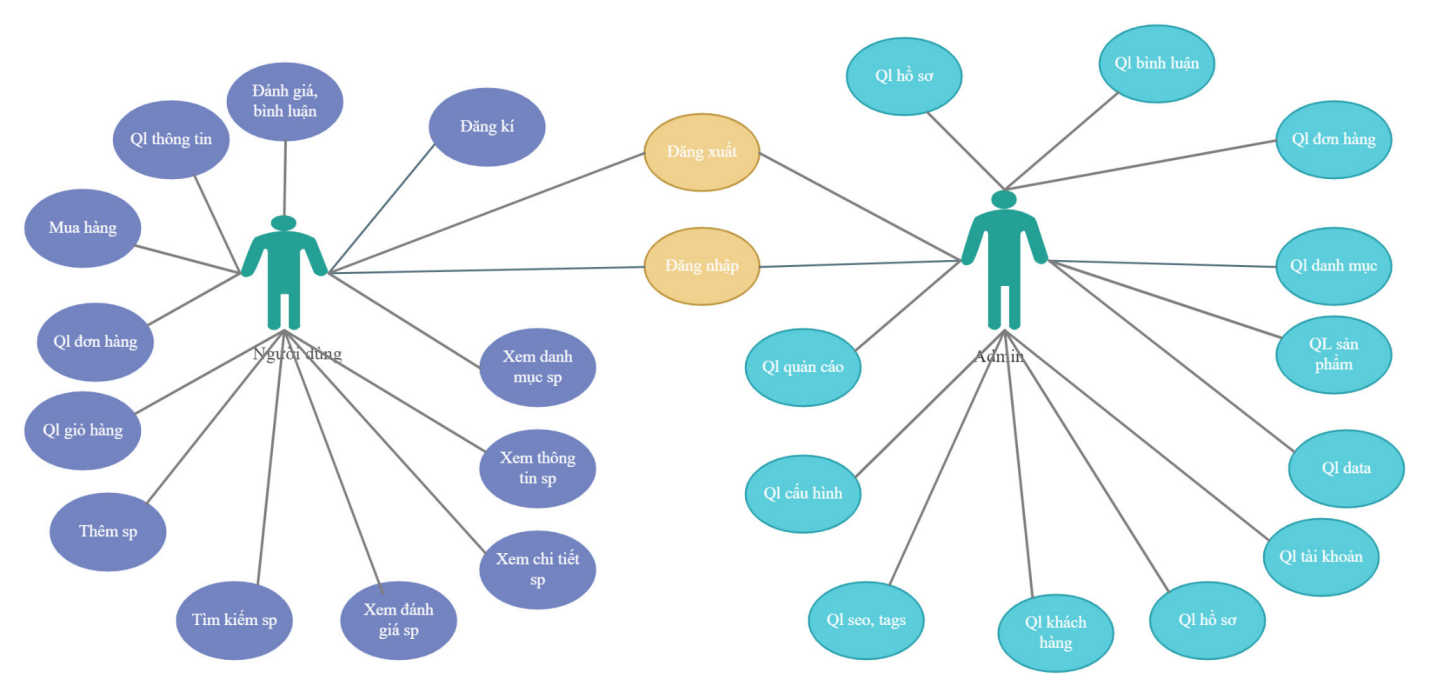 Đánh giá,
bình luận
Ql thông tin
Đăng kí
Mua hàng
Ql đơn hàng
Người dùng
Ql giỏ hàng
Thêm sp
Tìm kiếm sp
Xem đánh
giá sp
Xem chi tiết
sp
Xem thông
tin sp
Xem danh
mục sp
Đăng xuất
Đăng nhập
Ql hồ sơ
Ql bình luận
Ql đơn hàng
Ql danh mục
QL sản
phẩm
Ql data
Ql tài khoản
Ql hồ sơ
Ql khách
hàng
Ql seo, tags
Ql cấu hình
Ql quản cáo
Admin